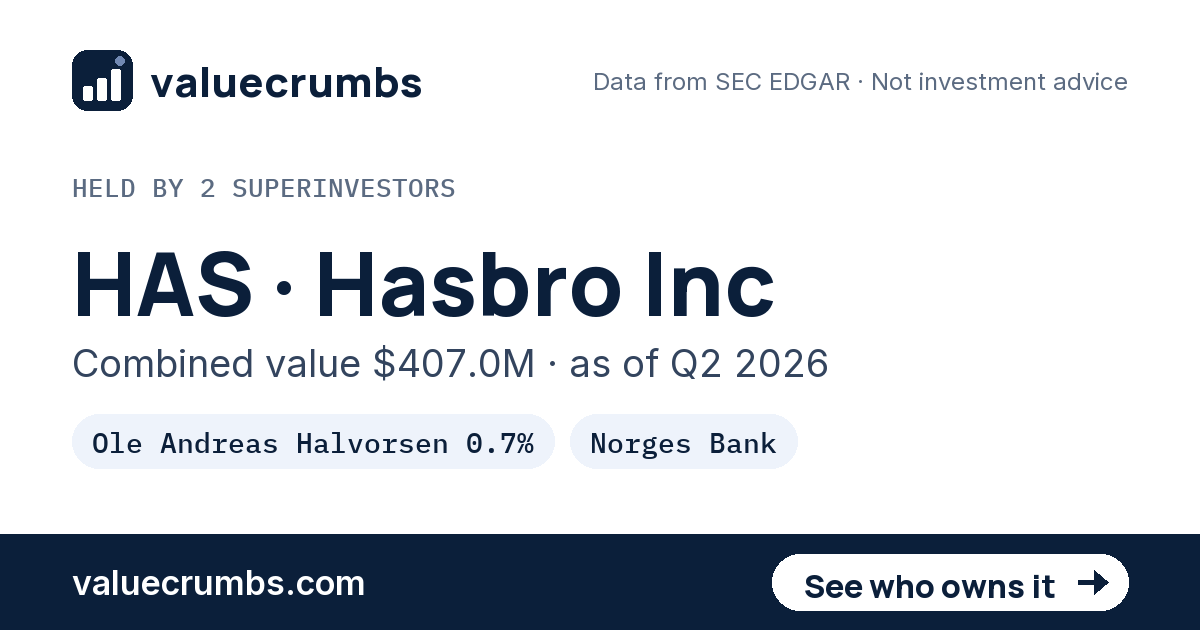 valuecrumbs
Data from SEC EDGAR · Not investment advice
HELD BY 2 SUPERINVESTORS
HAS · Hasbro Inc
Combined value $407.0M · as of Q2 2026
Ole Andreas Halvorsen 0.7%
Norges Bank
valuecrumbs.com
See who owns it →